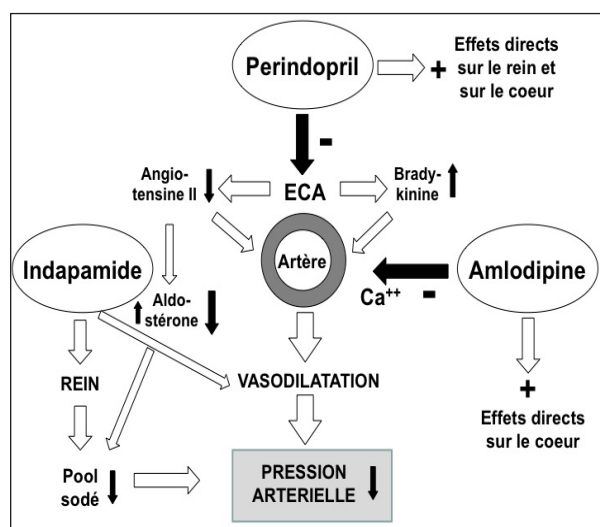 Perindopril
+
Effets directs
sur le rein et
sur le coeur
-
Angio-
tensine II
ECA
Brady-
kinine
Indapamide
Artère
Amlodipine
Ca++ -
Aldo-
stérone
REIN
VASODILATATION
+
Effets directs
sur le coeur
Pool
sodé
PRESSION
ARTERIELLE